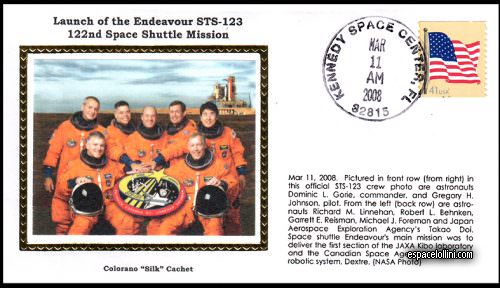 Launch of the Endeavour STS-123
122nd Space Shuttle Mission
KENNEDY SPACE CENTER, FL
MAR
11
AM
2008
32815
41 USA
Mar 11, 2008. Pictured in front row (from right) in
this official STS-123 crew photo are astronauts
Dominic L. Gorie, commander, and Gregory H.
Johnson, pilot. From the left (back row) are astro-
nauts Richard M. Linnehan, Robert L. Behnken,
Garrett E. Reisman, Michael J. Foreman and Japan
Aerospace Exploration Agency's Takao Doi.
Space shuttle Endeavour's main mission was to
deliver the first section of the JAXA Kibo laboratory
and the Canadian Space Agency's
robotic system, Dextre. (NASA Photo)
espacelollini.com
Colorano "Silk" Cachet